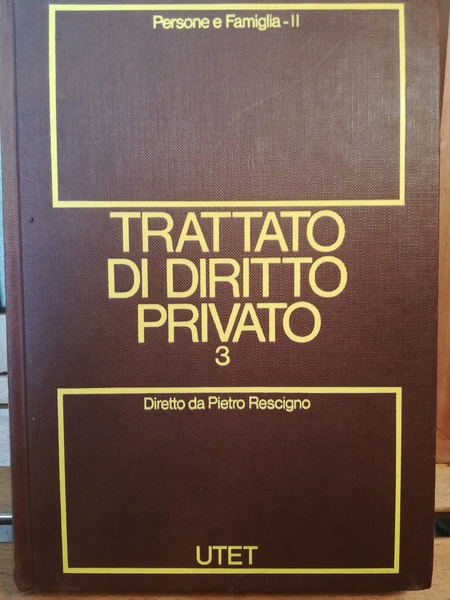 Persone e Famiglia - II
TRATTATO
DI DIRITTO
PRIVATO
3
Diretto da Pietro Rescigno
UTET